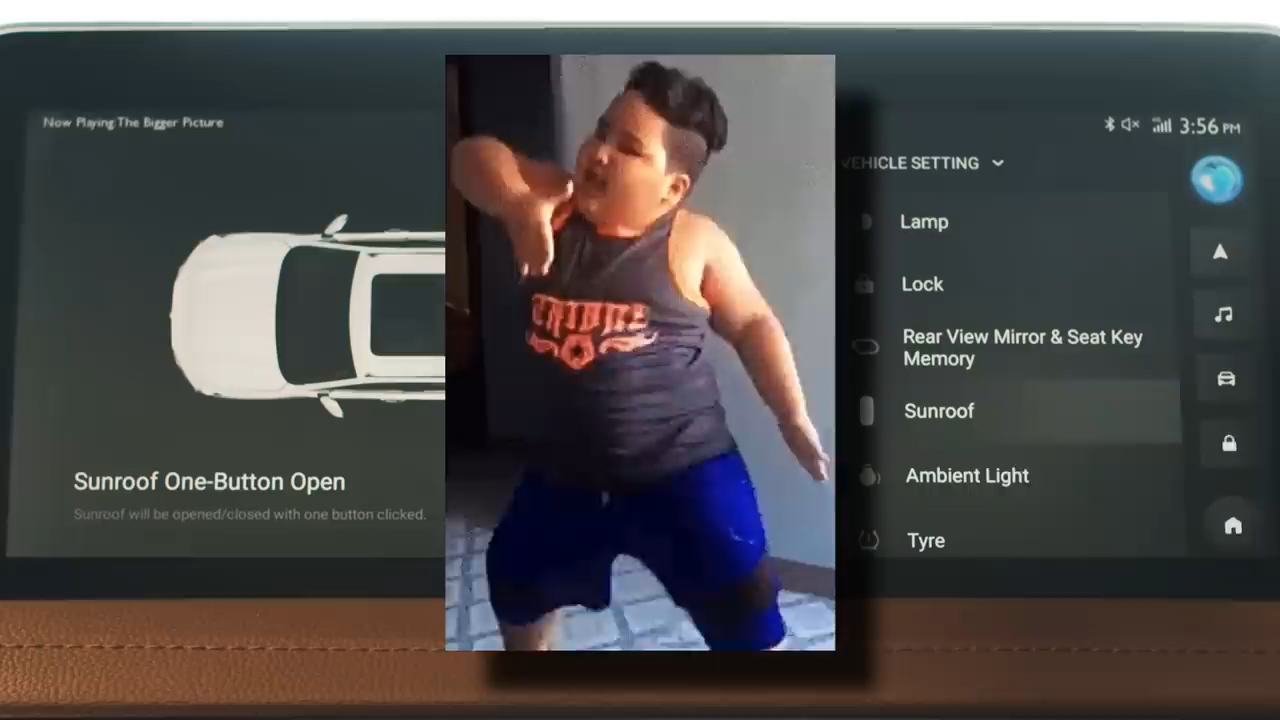 Now Playing:The Bigger Picture
3:56 PM
VEHICLE SETTING
Lamp
Lock
Rear View Mirror & Seat Key
Memory
Sunroof
Ambient Light
Tyre
Sunroof One-Button Open
Sunroof will be opened/closed with one button clicked.